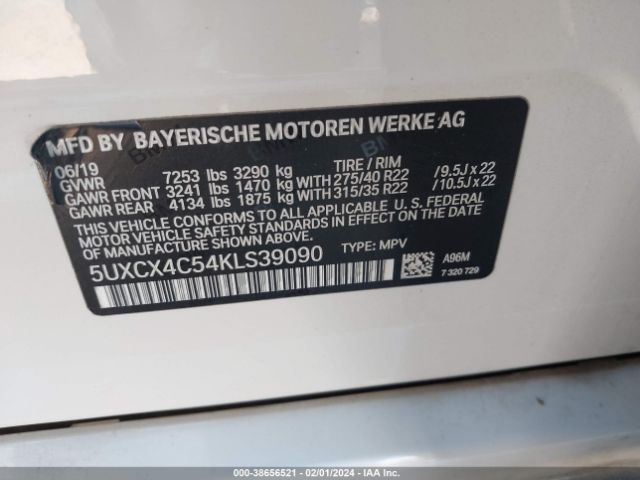 MFD BY BAYERISCHE MOTOREN WERKE AG
06/19 TIRE / RIM
GVWR 7253 lbs 3290 kg
GAWR FRONT 3241 lbs 1470 kg WITH 275/40 R22 /9.5J x 22
GAWR REAR 4134 lbs 1875 kg WITH 315/35 R22 /10.5J x 22
THIS VEHICLE CONFORMS TO ALL APPLICABLE U. S. FEDERAL
MOTOR VEHICLE SAFETY STANDARDS IN EFFECT ON THE
DATE OF MANUFACTURE SHOWN ABOVE.
5UXCX4C54KLS39090 TYPE: MPV
A96M
7 320 729
000-38656521 - 02/01/2024 - IAAI.com